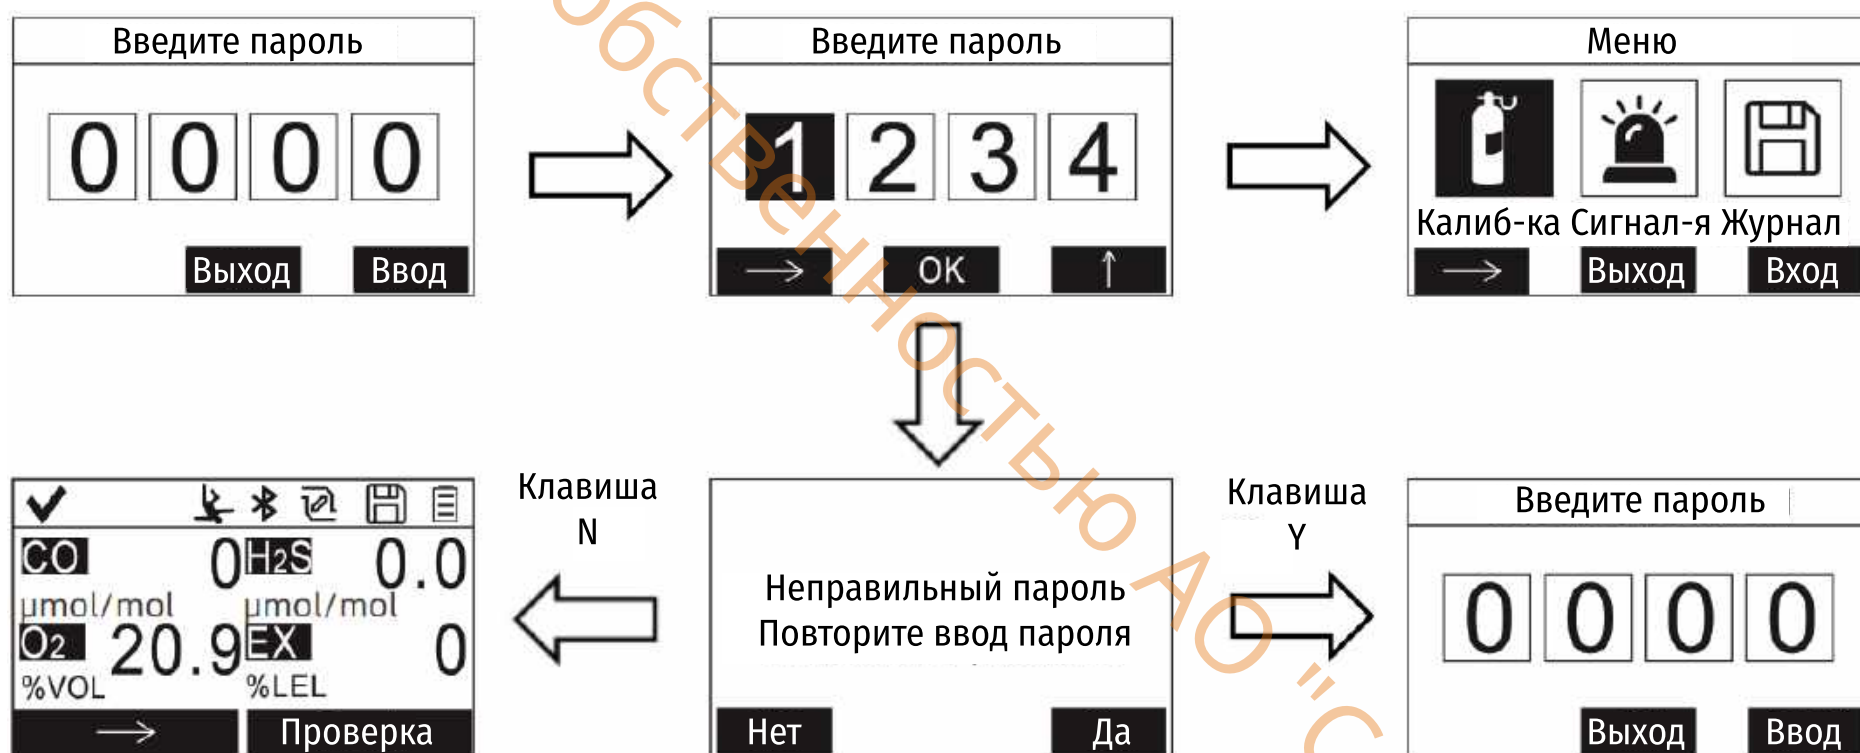 Введите пароль
0 0 0 0
Выход Ввод
Введите пароль
1 2 3 4
→ OK ↑
Меню
Калиб-ка Сигнал-я Журнал
→ Выход Вход
CO 0 H2S 0.0
µmol/mol µmol/mol
O2 20.9 EX 0
%VOL %LEL
→ Проверка
Клавиша
N
Неправильный пароль
Повторите ввод пароля
Нет Да
Клавиша
Y
Введите пароль
0 0 0 0
Выход Ввод
обственностью АО "С